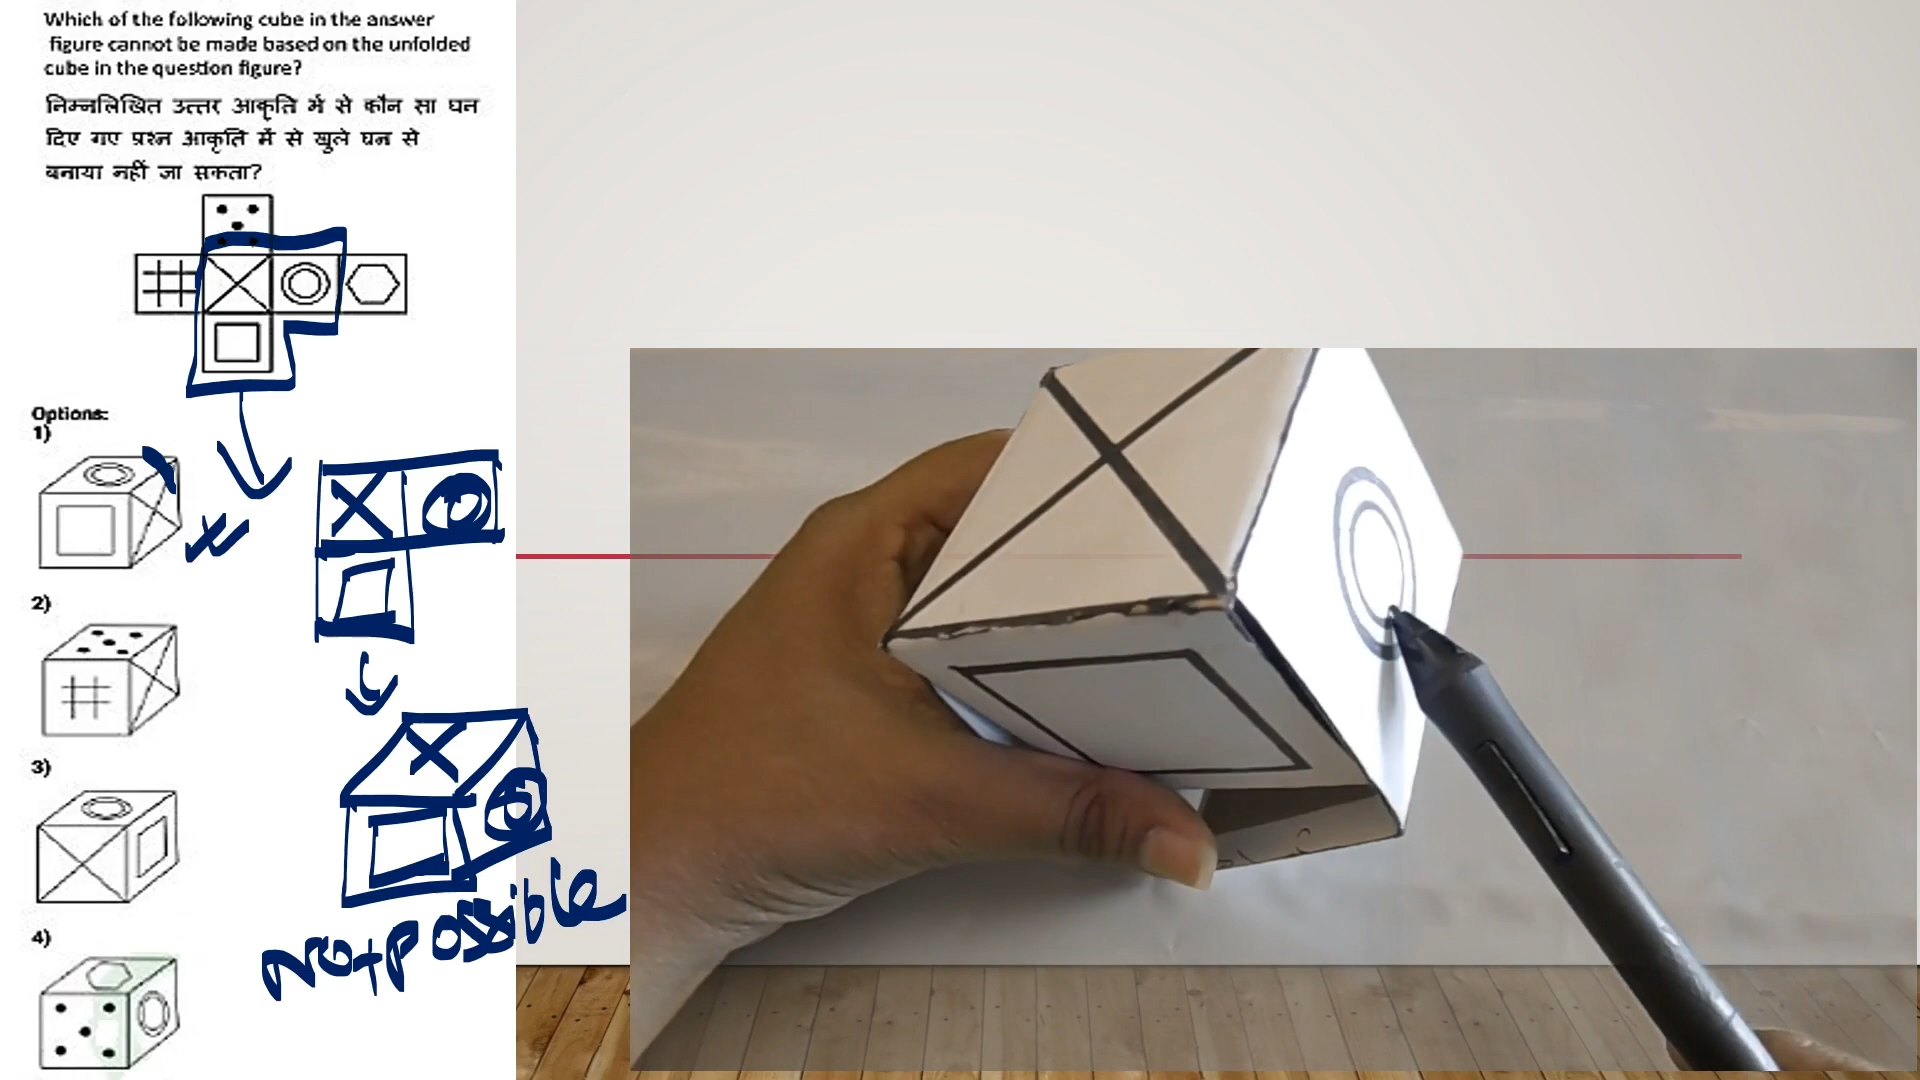 Which of the following cube in the answer
figure cannot be made based on the unfolded
cube in the question figure?
निम्नलिखित उत्तर आकृति में से कौन सा घन
दिए गए प्रश्न आकृति में से खुले घन से
बनाया नहीं जा सकता?
Options:
1)
2)
3)
4)
Not possible